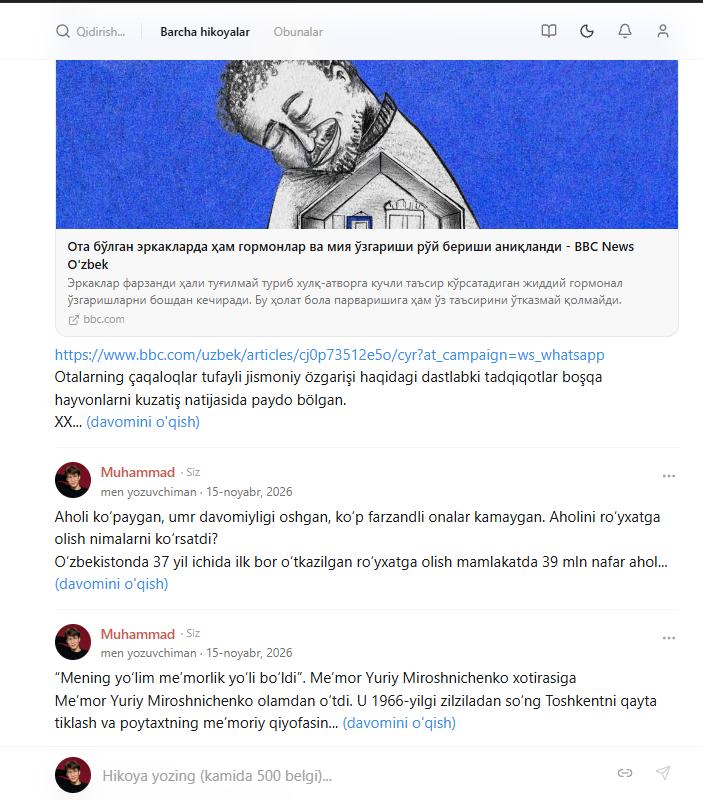 Qidirish...
Barcha hikoyalar
Obunalar
Ота бўлган эркакларда ҳам гормонлар ва мия ўзгариши рўй бериши аниқланди - BBC News
O'zbek
Эркаклар фарзанди ҳали туғилмай туриб хулқ-атворга кучли таъсир кўрсатадиган жиддий гормонал
ўзгаришларни бошдан кечиради. Бу ҳолат бола парваришига ҳам ўз таъсирини ўтказмай қолмайди.
bbc.com
https://www.bbc.com/uzbek/articles/cj0p73512e5o/cyr?at_campaign=ws_whatsapp
Otalarning çaqaloqlar tufayli jismoniy özgarişi haqidagi dastlabki tadqiqotlar boşqa
hayvonlarni kuzatiş natijasida paydo bölgan.
XX... (davomini o'qish)
Muhammad · Siz
men yozuvchiman · 15-noyabr, 2026
Aholi koʻpaygan, umr davomiyligi oshgan, koʻp farzandli onalar kamaygan. Aholini roʻyxatga
olish nimalarni koʻrsatdi?
Oʻzbekistonda 37 yil ichida ilk bor oʻtkazilgan roʻyxatga olish mamlakatda 39 mln nafar ahol...
(davomini o'qish)
Muhammad · Siz
men yozuvchiman · 15-noyabr, 2026
“Mening yoʻlim meʼmorlik yoʻli boʻldi”. Meʼmor Yuriy Miroshnichenko xotirasiga
Meʼmor Yuriy Miroshnichenko olamdan oʻtdi. U 1966-yilgi zilziladan soʻng Toshkentni qayta
tiklash va poytaxtning meʼmoriy qiyofasin... (davomini o'qish)
Hikoya yozing (kamida 500 belgi)...